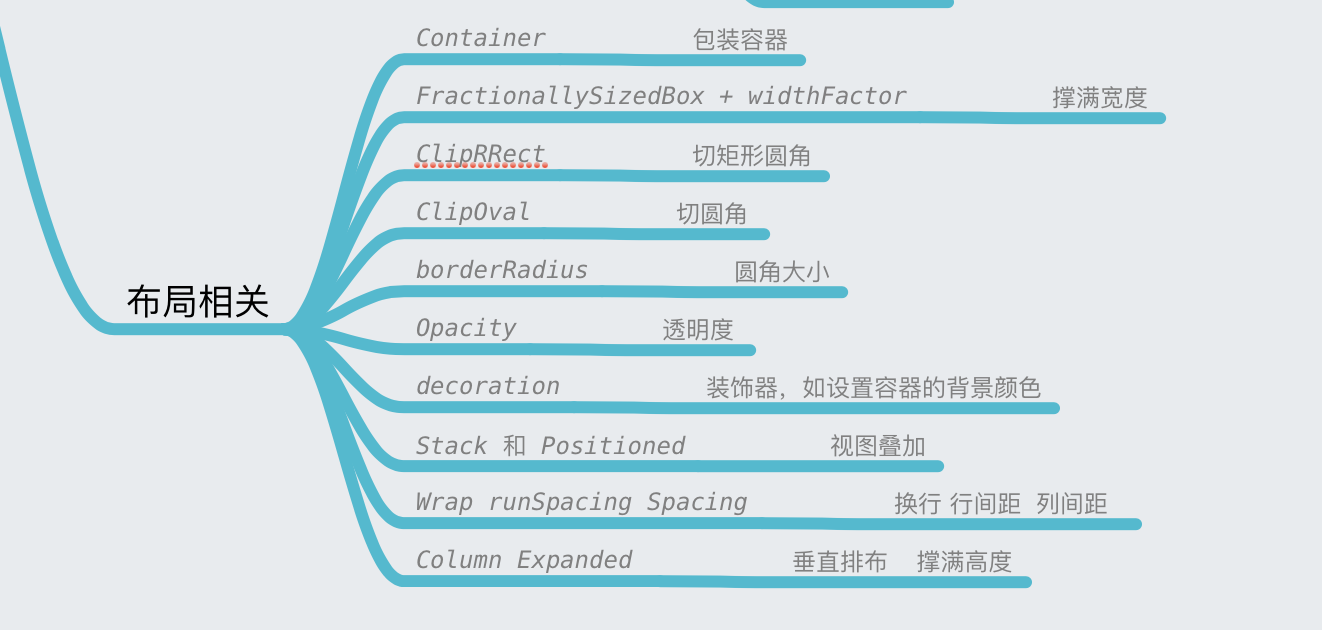 Container 包装容器
FractionallySizedBox + widthFactor 撑满宽度
ClipRRect 切矩形圆角
ClipOval 切圆角
borderRadius 圆角大小
布局相关
Opacity 透明度
decoration 装饰器，如设置容器的背景颜色
Stack 和 Positioned 视图叠加
Wrap runSpacing Spacing 换行 行间距 列间距
Column Expanded 垂直排布 撑满高度